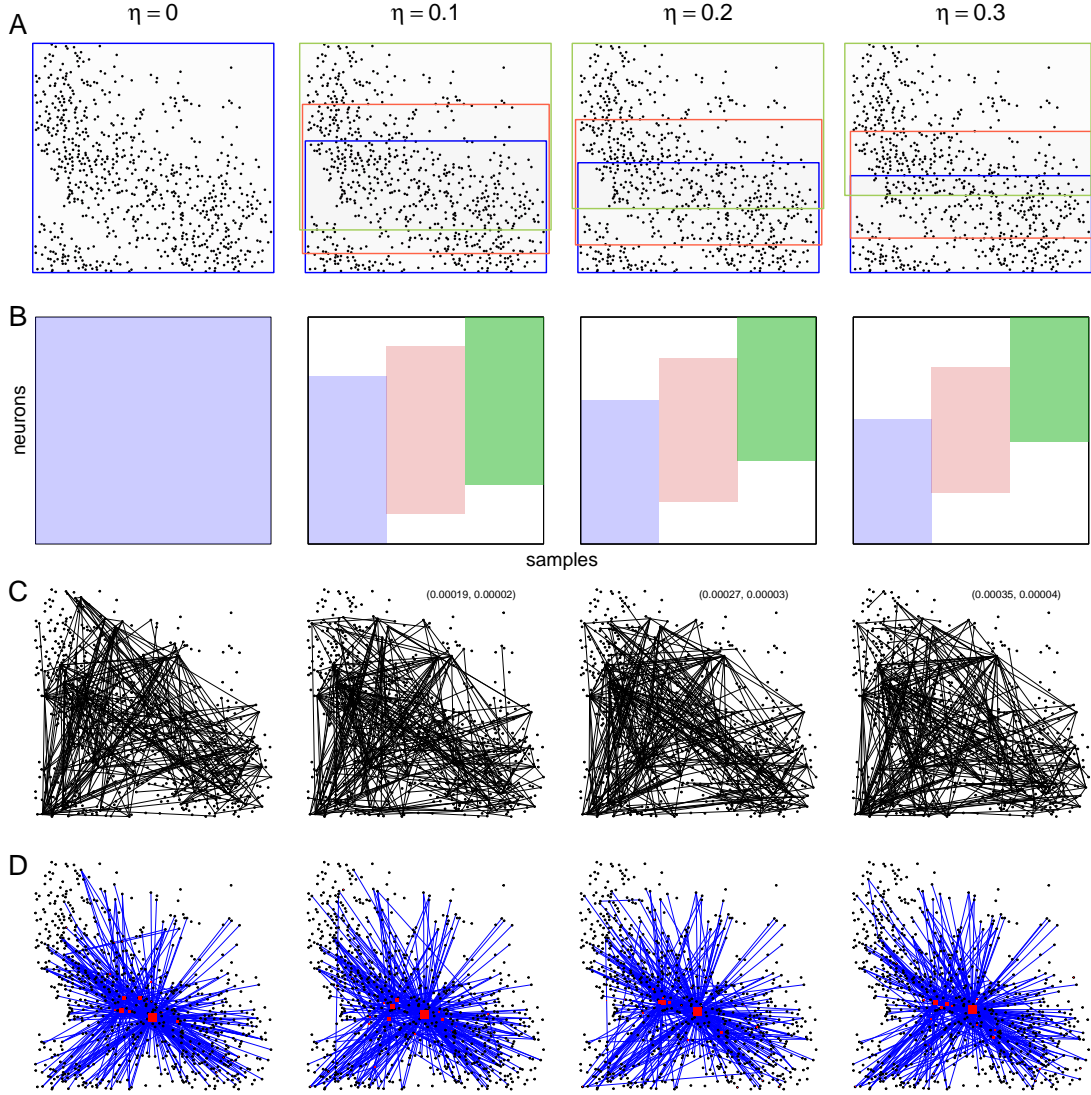 η = 0
η = 0.1
η = 0.2
η = 0.3
A
B
neurons
samples
C
(0.00019, 0.00002)
(0.00027, 0.00003)
(0.00035, 0.00004)
D